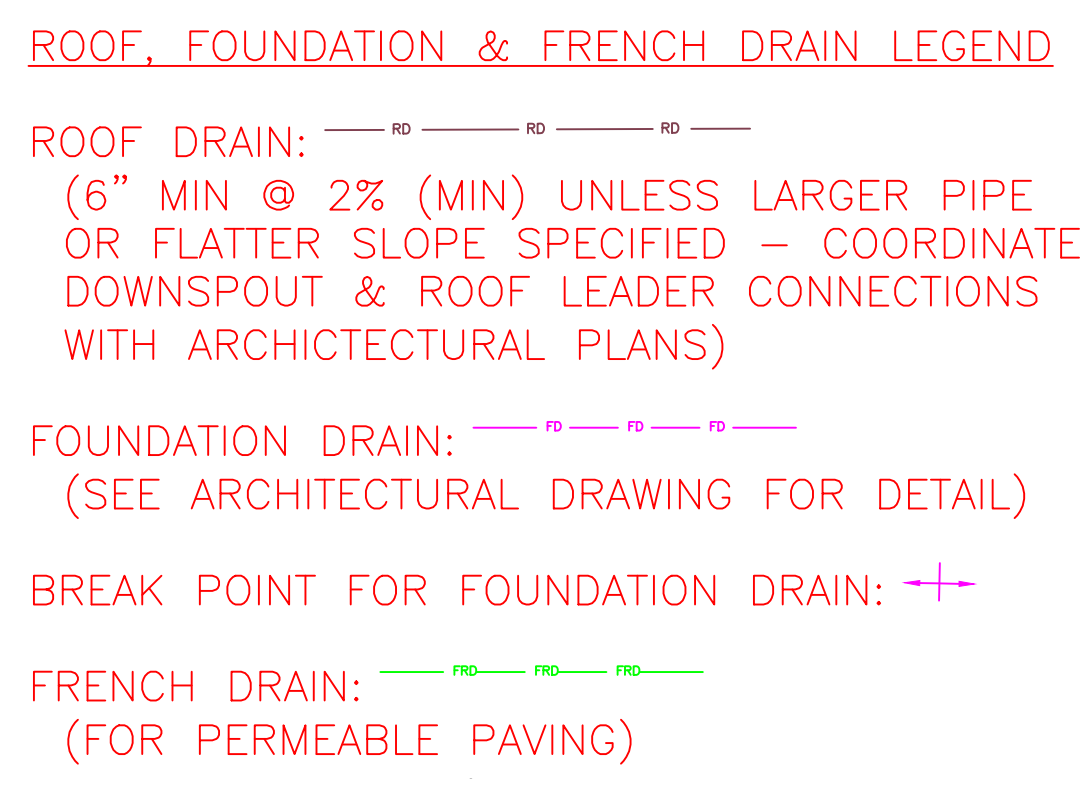 ROOF, FOUNDATION & FRENCH DRAIN LEGEND
ROOF DRAIN: RD RD RD
(6” MIN @ 2% (MIN) UNLESS LARGER PIPE
OR FLATTER SLOPE SPECIFIED – COORDINATE
DOWNSPOUT & ROOF LEADER CONNECTIONS
WITH ARCHICTECTURAL PLANS)
FOUNDATION DRAIN: FD FD FD
(SEE ARCHITECTURAL DRAWING FOR DETAIL)
BREAK POINT FOR FOUNDATION DRAIN:
FRENCH DRAIN: FRD FRD FRD
(FOR PERMEABLE PAVING)